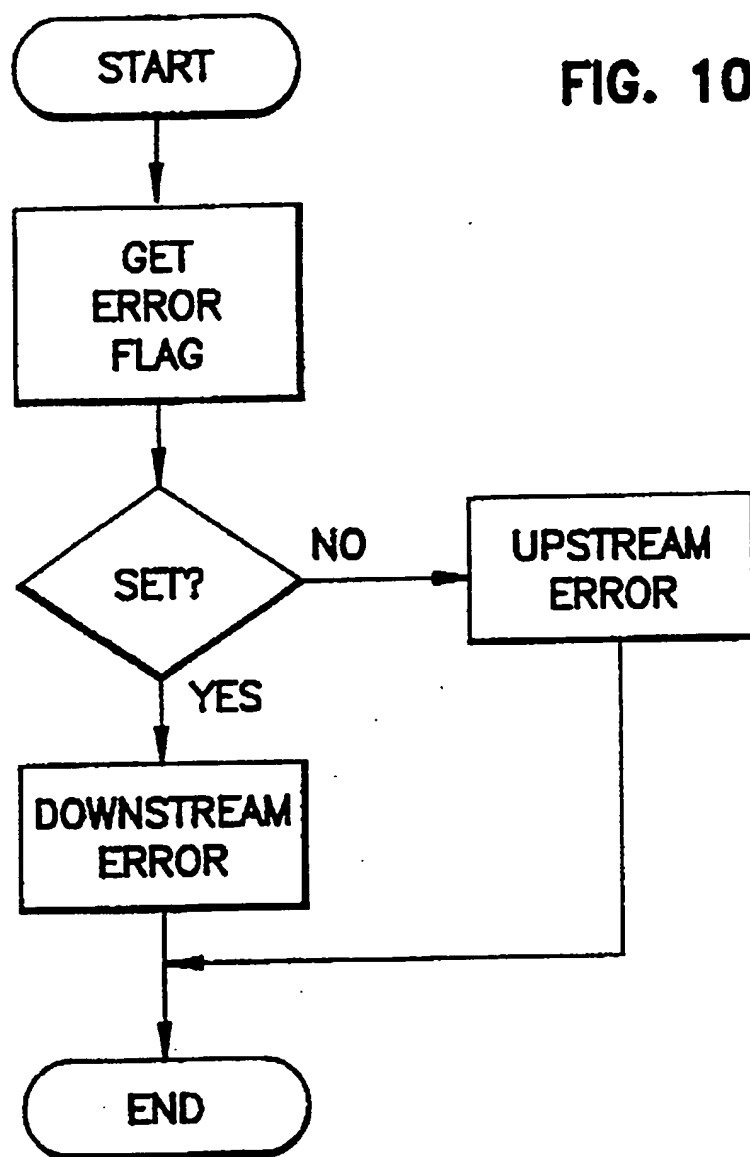 START
FIG. 10
GET
ERROR
FLAG
SET?
NO
UPSTREAM
ERROR
YES
DOWNSTREAM
ERROR
END